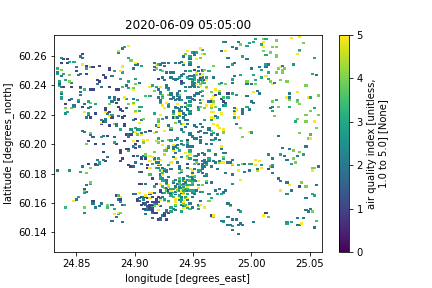 2020-06-09 05:05:00
60.26
60.24
60.22
60.20
60.18
60.16
60.14
latitude [degrees_north]
24.85 24.90 24.95 25.00 25.05
longitude [degrees_east]
5
4
3
2
1
0
air quality index [unitless,
1.0 to 5.0] [None]